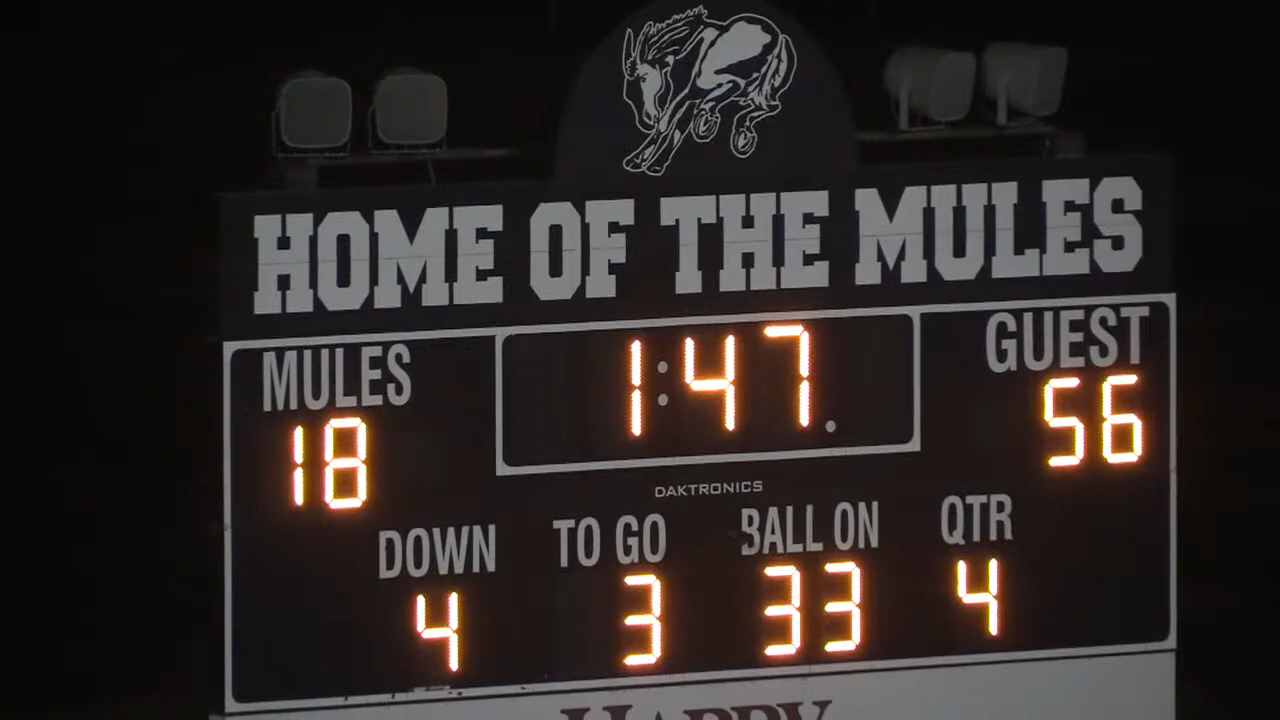 HOME OF THE MULES
MULES 1:47 GUEST
18 56
DAKTRONICS
DOWN TO GO BALL ON QTR
4 3 33 4
HAPPY